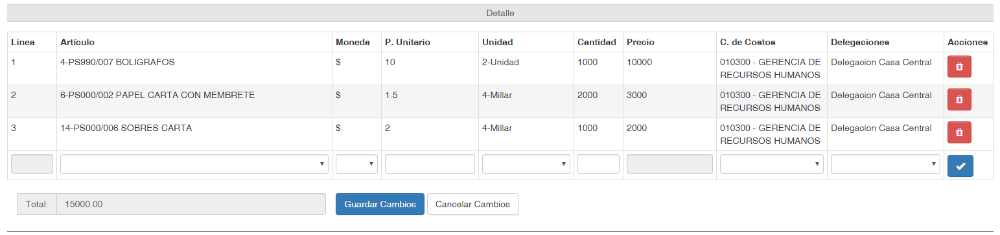 Detalle
Linea Artículo Moneda P. Unitario Unidad Cantidad Precio C. de Costos Delegaciones Acciones
1 4-PS990/007 BOLIGRAFOS $ 10 2-Unidad 1000 10000 010300 - GERENCIA DE Delegacion Casa Central
RECURSOS HUMANOS
2 6-PS000/002 PAPEL CARTA CON MEMBRETE $ 1.5 4-Millar 2000 3000 010300 - GERENCIA DE Delegacion Casa Central
RECURSOS HUMANOS
3 14-PS000/006 SOBRES CARTA $ 2 4-Millar 1000 2000 010300 - GERENCIA DE Delegacion Casa Central
RECURSOS HUMANOS
Total: 15000.00 Guardar Cambios Cancelar Cambios